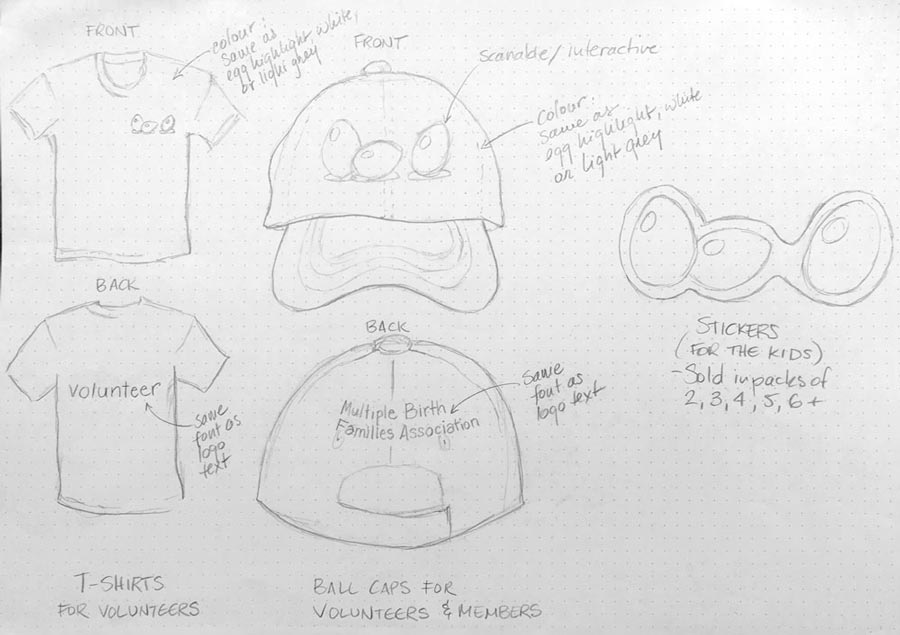 FRONT
colour:
same as
egg highlight, white,
or light grey
FRONT
scanable/interactive
colour:
same as
egg highlight, white
or light grey
BACK
Volunteer
same
font as
logo
text
BACK
Multiple Birth
Families Association
same
font as
logo text
STICKERS
(FOR THE KIDS)
- Sold in packs of
2, 3, 4, 5, 6+
T-SHIRTS
FOR VOLUNTEERS
BALL CAPS FOR
VOLUNTEERS & MEMBERS